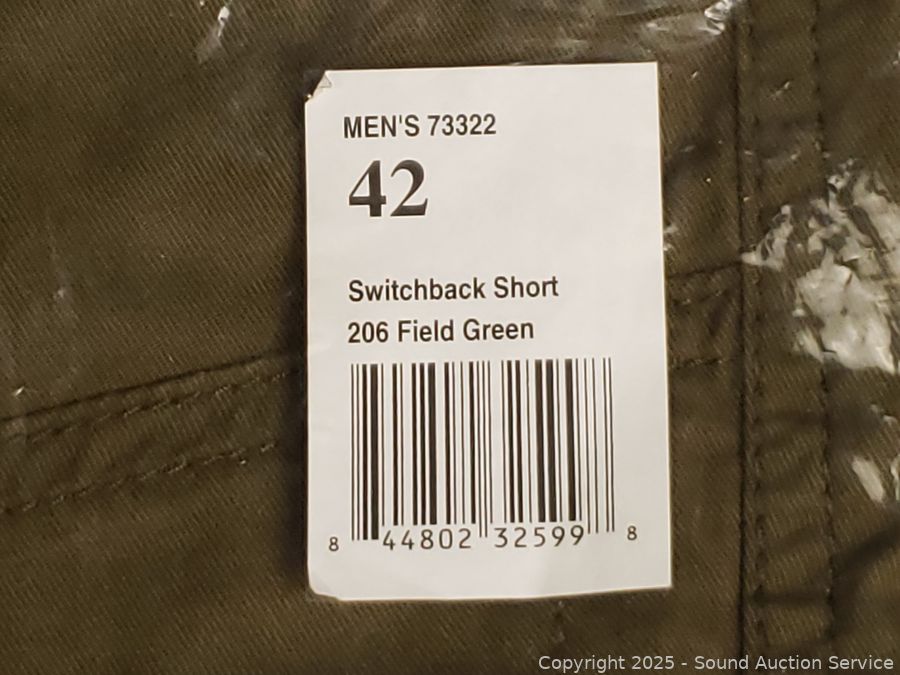 MEN'S 73322
42
Switchback Short
206 Field Green
8 44802 32599 8
Copyright 2025 - Sound Auction Service